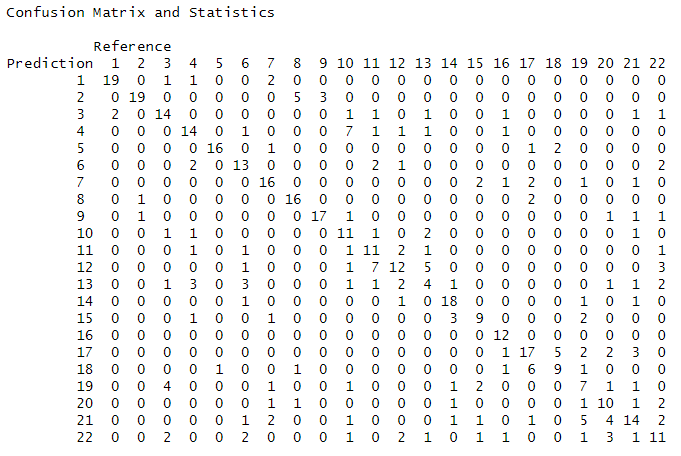 Confusion Matrix and Statistics
Reference
Prediction 1 2 3 4 5 6 7 8 9 10 11 12 13 14 15 16 17 18 19 20 21 22
1 19 0 1 1 0 0 2 0 0 0 0 0 0 0 0 0 0 0 0 0 0 0
2 0 19 0 0 0 0 0 5 3 0 0 0 0 0 0 0 0 0 0 0 0 0
3 2 0 14 0 0 0 0 0 0 1 1 0 1 0 0 1 0 0 0 0 1 1
4 0 0 0 14 0 1 0 0 0 7 1 1 1 0 0 1 0 0 0 0 0 0
5 0 0 0 0 16 0 1 0 0 0 0 0 0 0 0 0 1 2 0 0 0 0
6 0 0 0 2 0 13 0 0 0 0 2 1 0 0 0 0 0 0 0 0 0 2
7 0 0 0 0 0 0 16 0 0 0 0 0 0 0 2 1 2 0 1 0 1 0
8 0 1 0 0 0 0 0 16 0 0 0 0 0 0 0 0 2 0 0 0 0 0
9 0 1 0 0 0 0 0 0 17 1 0 0 0 0 0 0 0 0 0 1 1 1
10 0 0 1 1 0 0 0 0 0 11 1 0 2 0 0 0 0 0 0 0 1 0
11 0 0 0 1 0 1 0 0 0 1 11 2 1 0 0 0 0 0 0 0 0 1
12 0 0 0 0 0 1 0 0 0 1 7 12 5 0 0 0 0 0 0 0 0 3
13 0 0 1 3 0 3 0 0 0 1 1 2 4 1 0 0 0 0 0 1 1 2
14 0 0 0 0 0 1 0 0 0 0 0 1 0 18 0 0 0 0 1 0 1 0
15 0 0 0 1 0 0 1 0 0 0 0 0 0 3 9 0 0 0 2 0 0 0
16 0 0 0 0 0 0 0 0 0 0 0 0 0 0 0 12 0 0 0 0 0 0
17 0 0 0 0 0 0 0 0 0 0 0 0 0 0 0 1 17 5 2 2 3 0
18 0 0 0 0 1 0 0 1 0 0 0 0 0 0 0 1 6 9 1 0 0 0
19 0 0 4 0 0 0 1 0 0 1 0 0 0 1 2 0 0 0 7 1 1 0
20 0 0 0 0 0 0 1 1 0 0 0 0 0 1 0 0 0 0 1 10 1 2
21 0 0 0 0 0 1 2 0 0 1 0 0 0 1 1 0 1 0 5 4 14 2
22 0 0 2 0 0 2 0 0 0 1 0 2 1 0 1 1 0 0 1 3 1 11